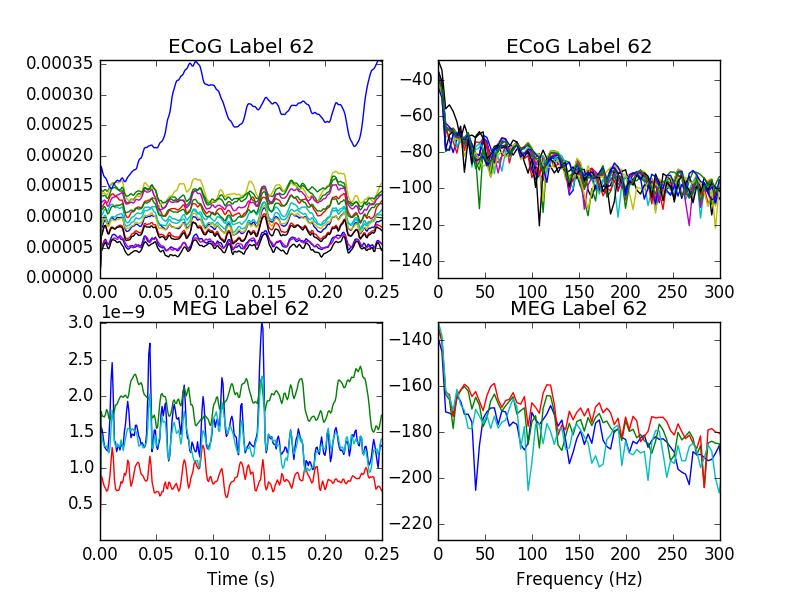 ECoG Label 62
0.00035
0.00030
0.00025
0.00020
0.00015
0.00010
0.00005
0.00000
0.00 0.05 0.10 0.15 0.20 0.25
ECoG Label 62
−40
−60
−80
−100
−120
−140
0 50 100 150 200 250 300
MEG Label 62
1e−9
3.0
2.5
2.0
1.5
1.0
0.5
0.00 0.05 0.10 0.15 0.20 0.25
Time (s)
MEG Label 62
−140
−160
−180
−200
−220
0 50 100 150 200 250 300
Frequency (Hz)